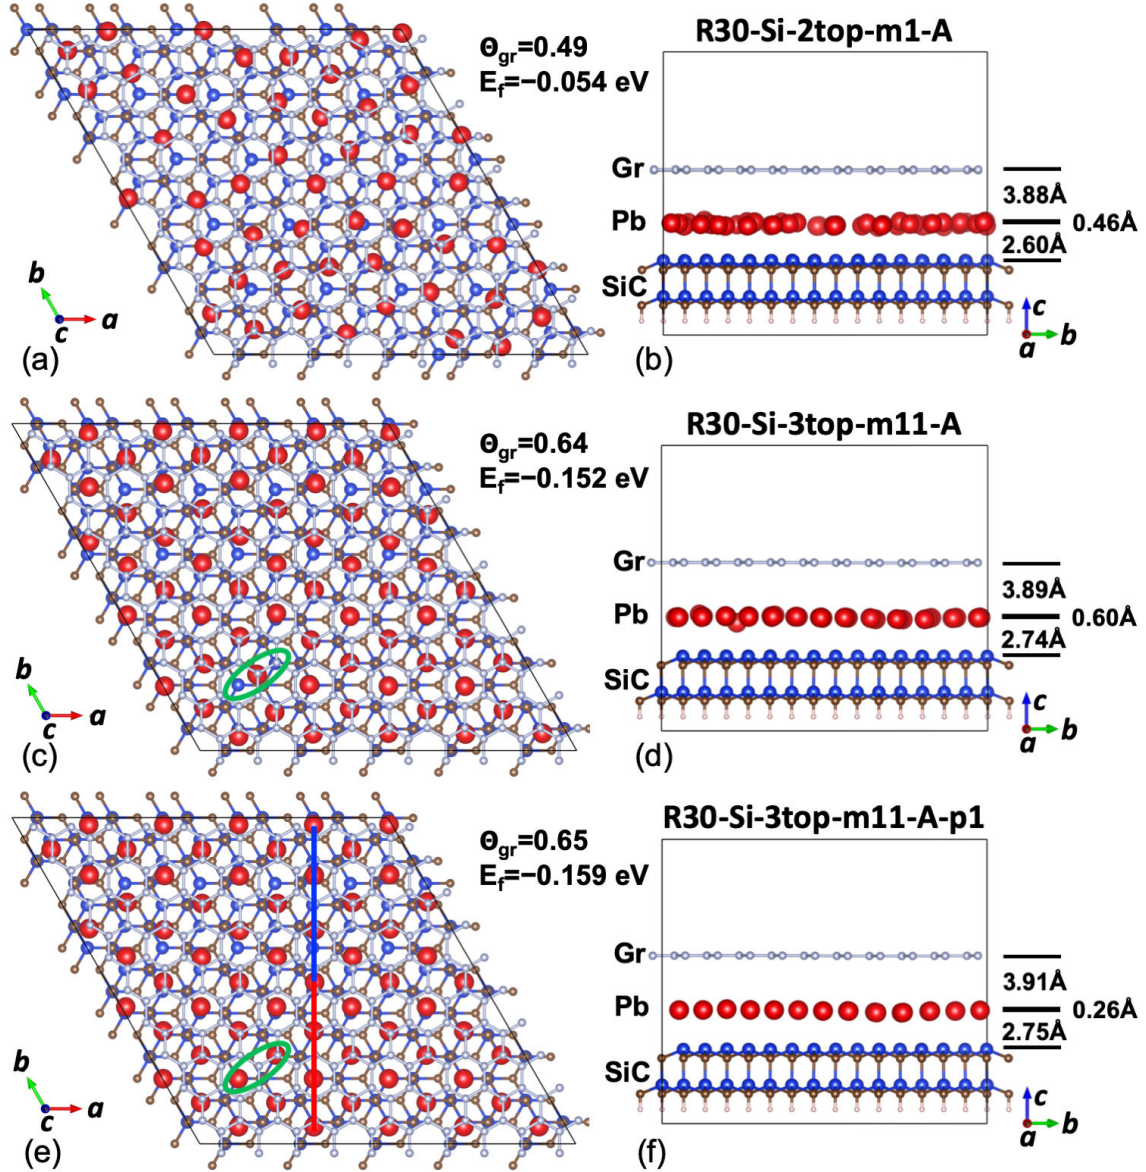 R30-Si-2top-m1-A
Θgr=0.49
Ef=−0.054 eV
Gr
3.88Å
Pb
0.46Å
2.60Å
SiC
b
c
a
c
a
b
(a)
(b)
R30-Si-3top-m11-A
Θgr=0.64
Ef=−0.152 eV
Gr
3.89Å
Pb
0.60Å
2.74Å
SiC
b
c
a
c
a
b
(c)
(d)
R30-Si-3top-m11-A-p1
Θgr=0.65
Ef=−0.159 eV
Gr
3.91Å
Pb
0.26Å
2.75Å
SiC
b
c
a
c
a
b
(e)
(f)